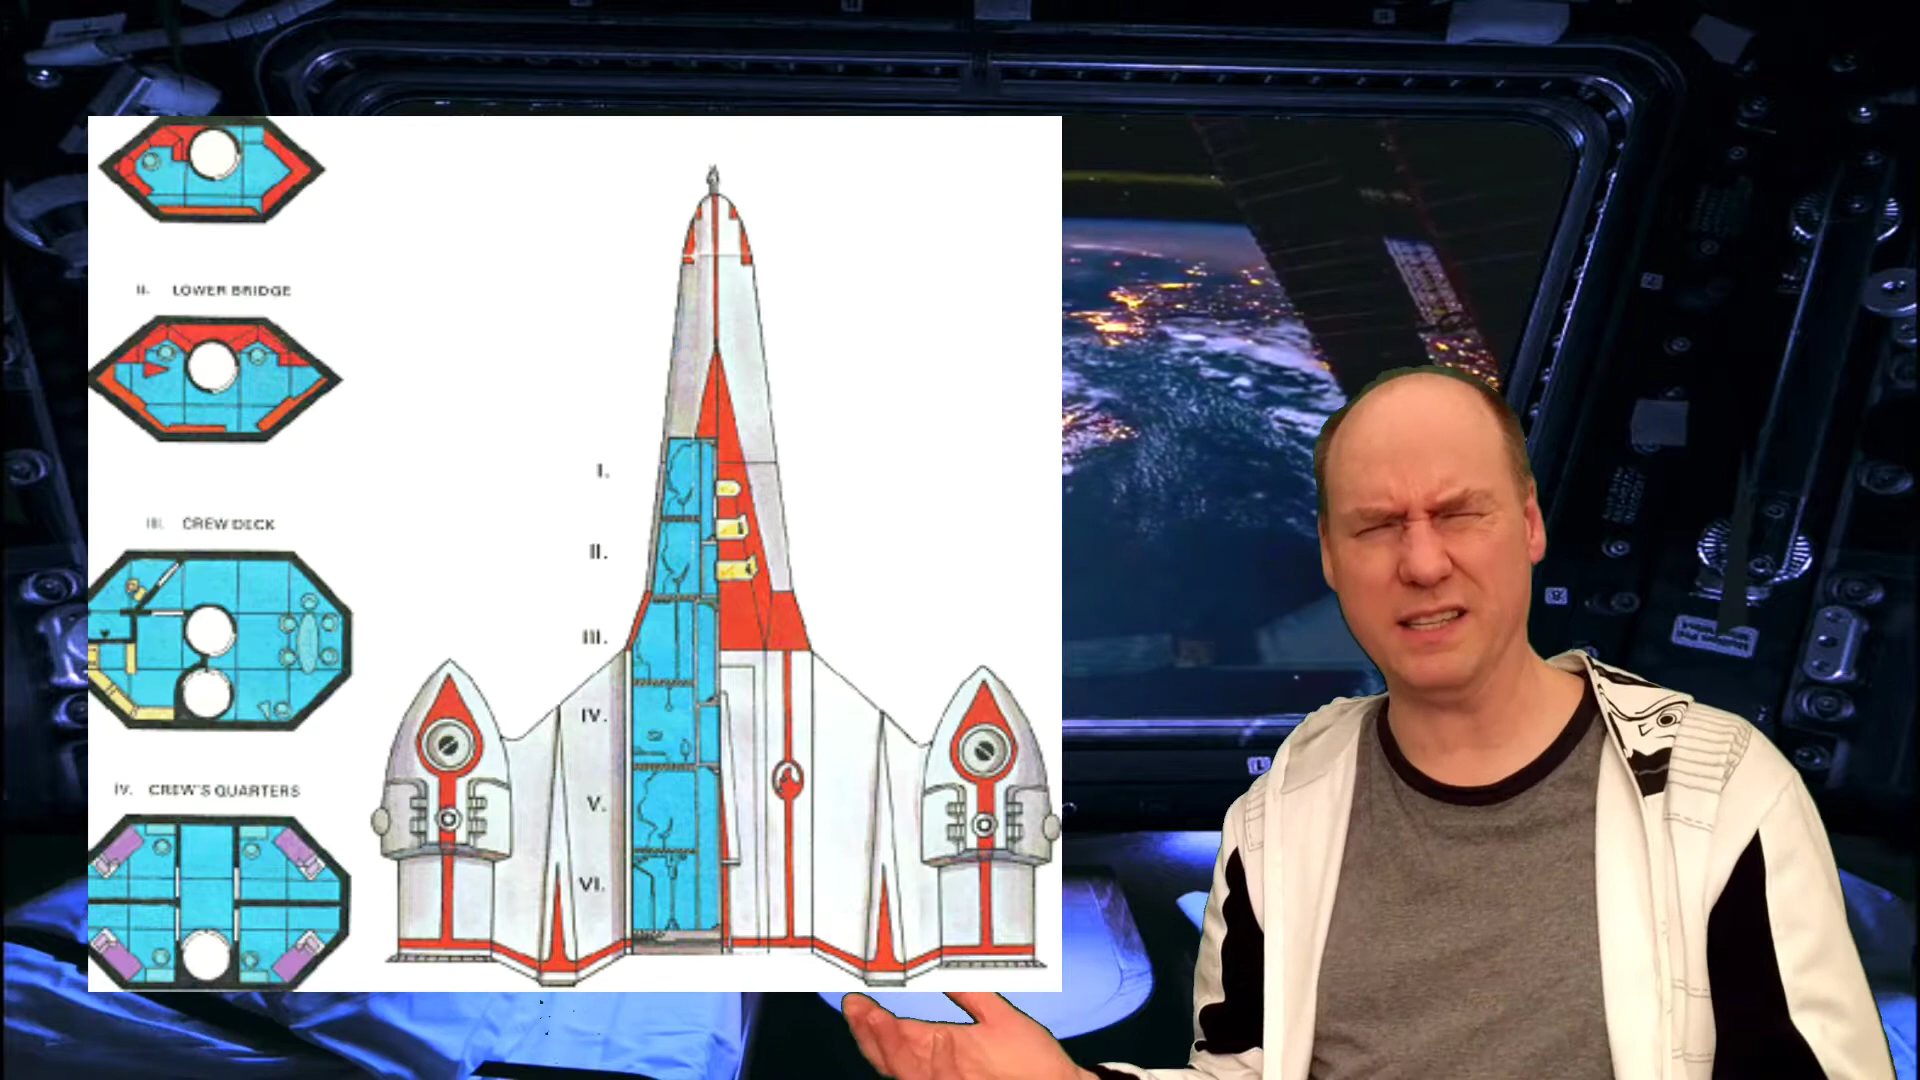 II. LOWER BRIDGE
III. CREW DECK
IV. CREW'S QUARTERS
I.
II.
III.
IV.
V.
VI.